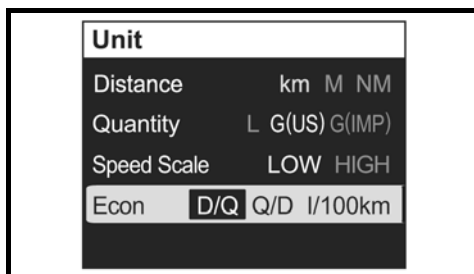 Unit
Distance km M NM
Quantity L G(US) G(IMP)
Speed Scale LOW HIGH
Econ D/Q Q/D l/100km